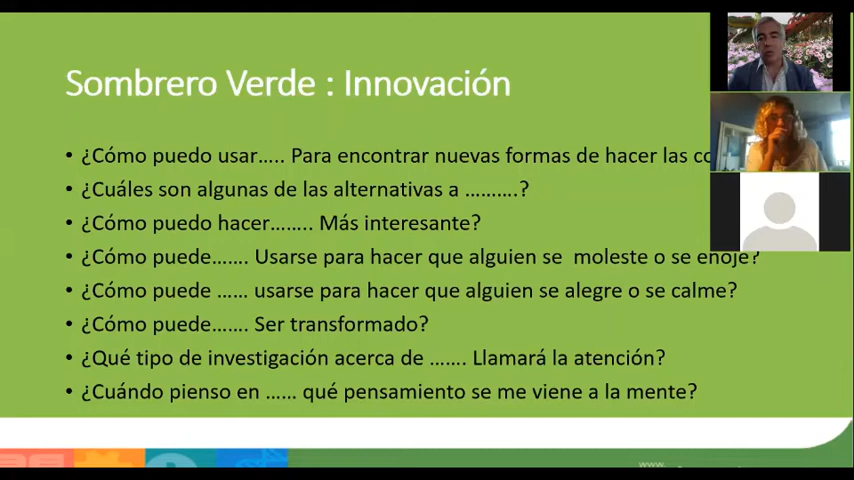 Sombrero Verde : Innovación
• ¿Cómo puedo usar..... Para encontrar nuevas formas de hacer las
• ¿Cuáles son algunas de las alternativas a ..........?
• ¿Cómo puedo hacer........ Más interesante?
• ¿Cómo puede....... Usarse para hacer que alguien se moleste o se enoje?
• ¿Cómo puede ...... usarse para hacer que alguien se alegre o se calme?
• ¿Cómo puede....... Ser transformado?
• ¿Qué tipo de investigación acerca de ....... Llamará la atención?
• ¿Cuándo pienso en ...... qué pensamiento se me viene a la mente?